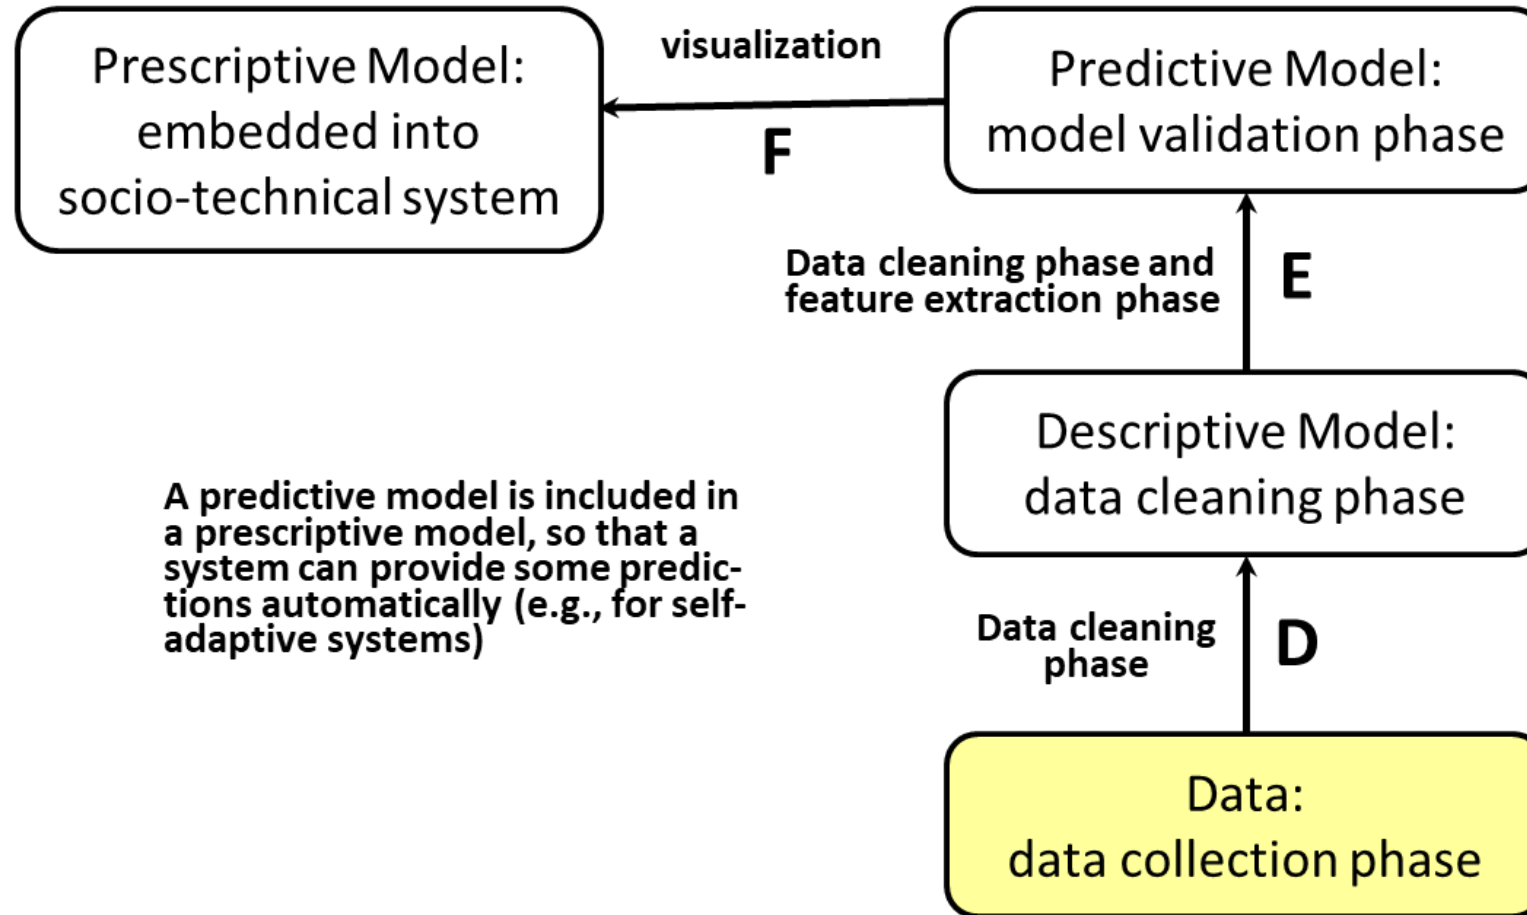 Prescriptive Model:
embedded into
socio-technical system
visualization
F
Predictive Model:
model validation phase
Data cleaning phase and
feature extraction phase
E
Descriptive Model:
data cleaning phase
A predictive model is included in
a prescriptive model, so that a
system can provide some predic-
tions automatically (e.g., for self-
adaptive systems)
Data cleaning
phase
D
Data:
data collection phase